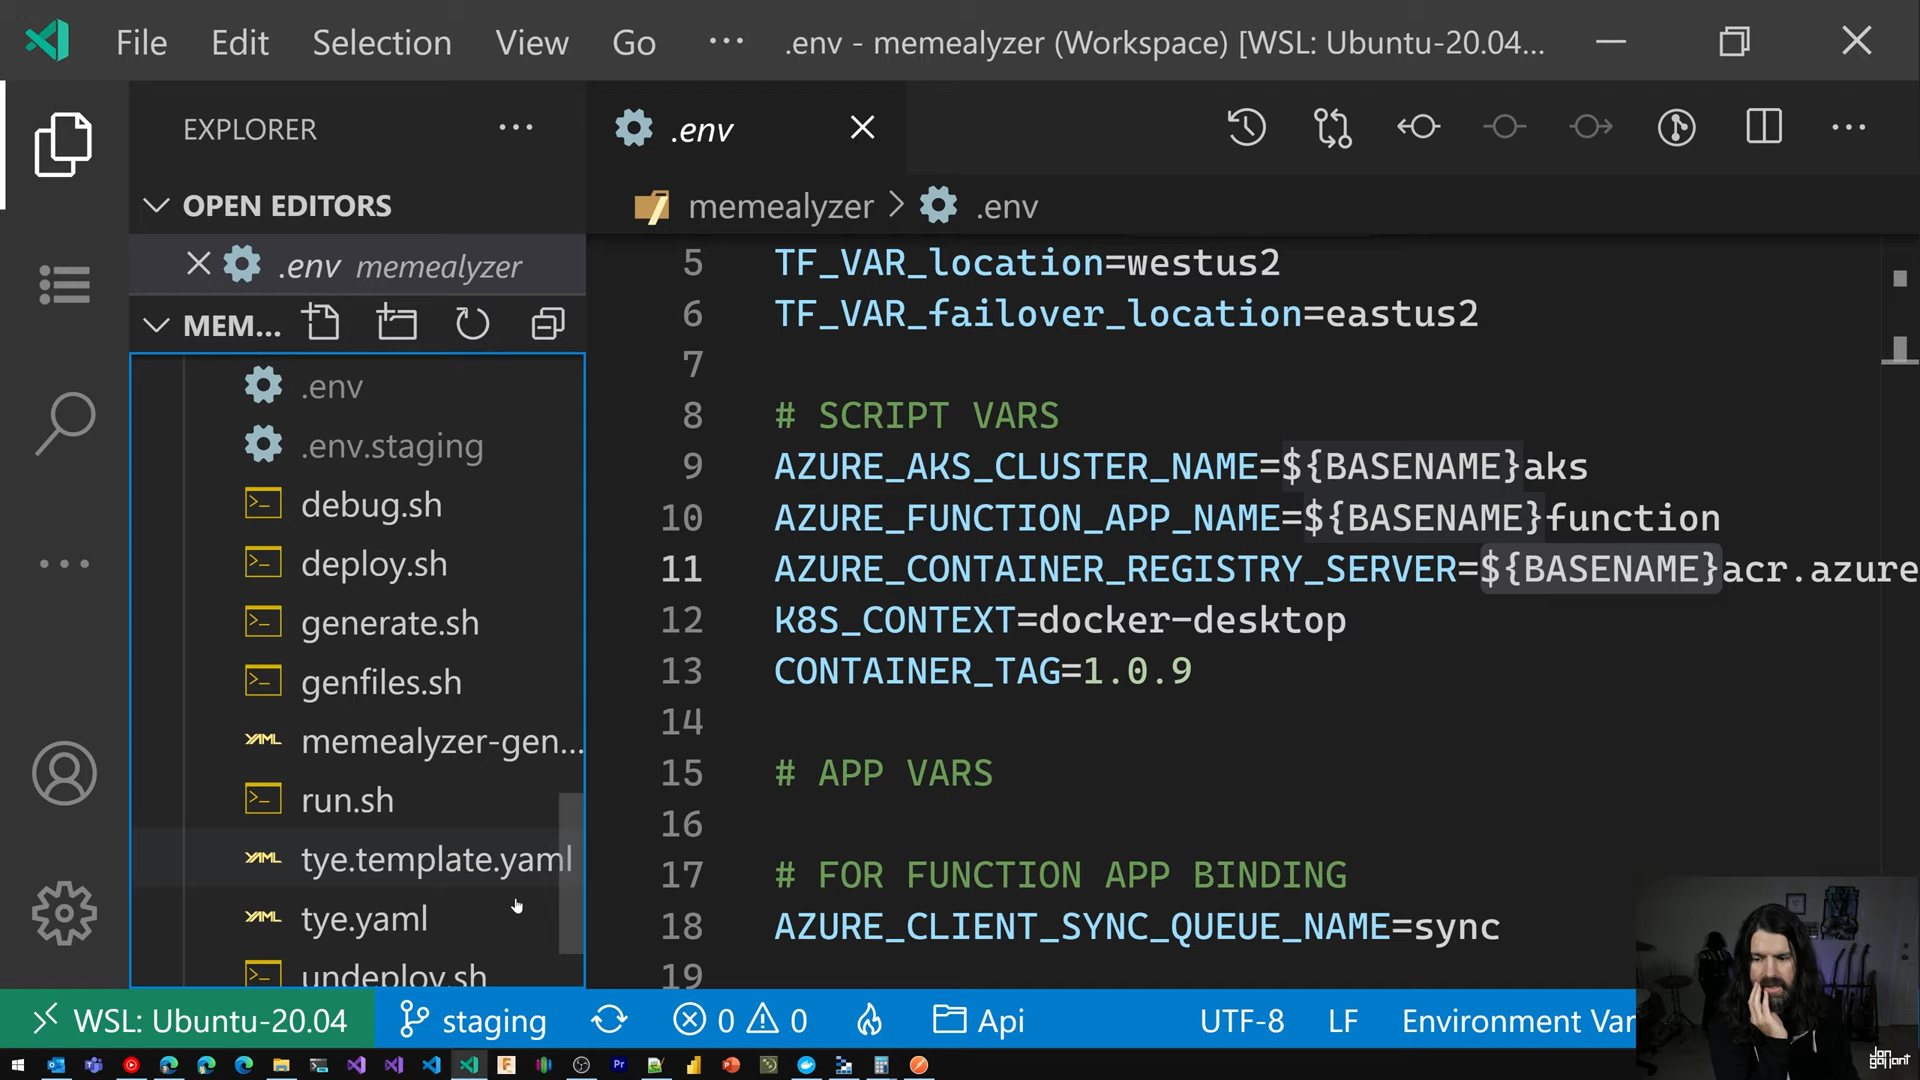 File Edit Selection View Go ··· .env - memealyzer (Workspace) [WSL: Ubuntu-20.04...
EXPLORER ···
.env
OPEN EDITORS
memealyzer > .env
.env memealyzer
MEM...
.env
.env.staging
debug.sh
deploy.sh
generate.sh
genfiles.sh
YAML memealyzer-gen...
run.sh
YAML tye.template.yaml
YAML tye.yaml
undeploy.sh
5 TF_VAR_location=westus2
6 TF_VAR_failover_location=eastus2
7
8 # SCRIPT VARS
9 AZURE_AKS_CLUSTER_NAME=${BASENAME}aks
10 AZURE_FUNCTION_APP_NAME=${BASENAME}function
11 AZURE_CONTAINER_REGISTRY_SERVER=${BASENAME}acr.azure
12 K8S_CONTEXT=docker-desktop
13 CONTAINER_TAG=1.0.9
14
15 # APP VARS
16
17 # FOR FUNCTION APP BINDING
18 AZURE_CLIENT_SYNC_QUEUE_NAME=sync
19
WSL: Ubuntu-20.04 staging 0 0 Api UTF-8 LF Environment Var
jon gallant